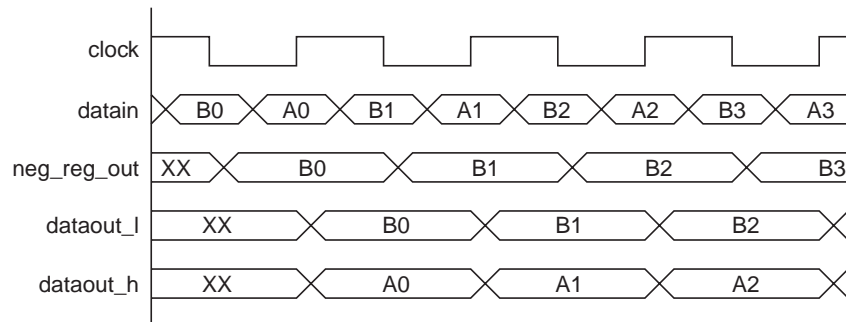 clock
datain B0 A0 B1 A1 B2 A2 B3 A3
neg_reg_out XX B0 B1 B2 B3
dataout_l XX B0 B1 B2
dataout_h XX A0 A1 A2